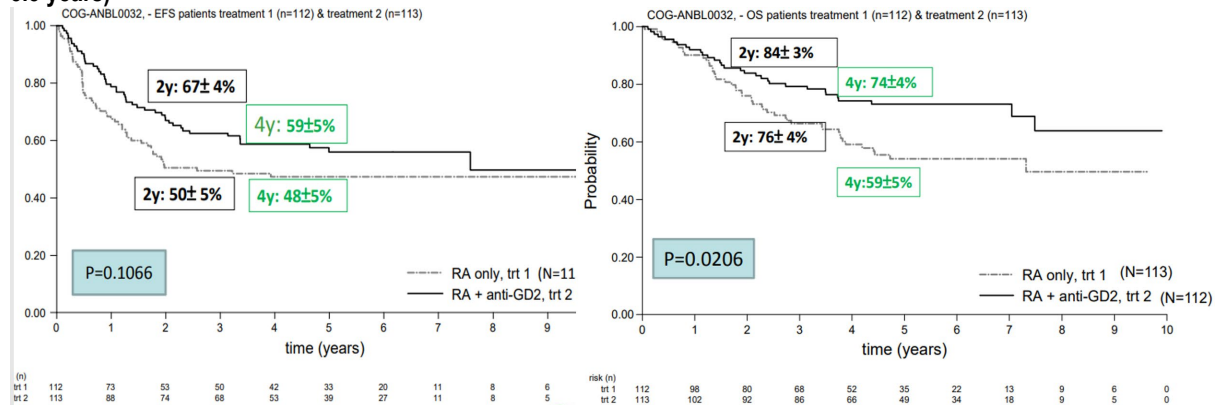 COG-ANBL0032, - EFS patients treatment 1 (n=112) & treatment 2 (n=113)
1.00
0.80
0.60
0.40
0.20
0.00
2y: 67± 4%
4y: 59±5%
2y: 50± 5%
4y: 48±5%
P=0.1066
RA only, trt 1 (N=11
RA + anti-GD2, trt 2
0 1 2 3 4 5 6 7 8 9
time (years)
(n)
trt 1 112 73 53 50 42 33 20 11 8 6
trt 2 113 88 74 68 53 39 27 11 8 5
COG-ANBL0032, - OS patients treatment 1 (n=112) & treatment 2 (n=113)
Probability
1.00
0.80
0.60
0.40
0.20
0.00
2y: 84± 3%
4y: 74±4%
2y: 76± 4%
4y:59±5%
P=0.0206
RA only, trt 1 (N=113)
RA + anti-GD2, trt 2 (N=112)
0 1 2 3 4 5 6 7 8 9 10
time (years)
risk (n)
trt 1 112 98 80 68 52 35 22 13 9 6 0
trt 2 113 102 92 86 66 49 34 18 9 6 0